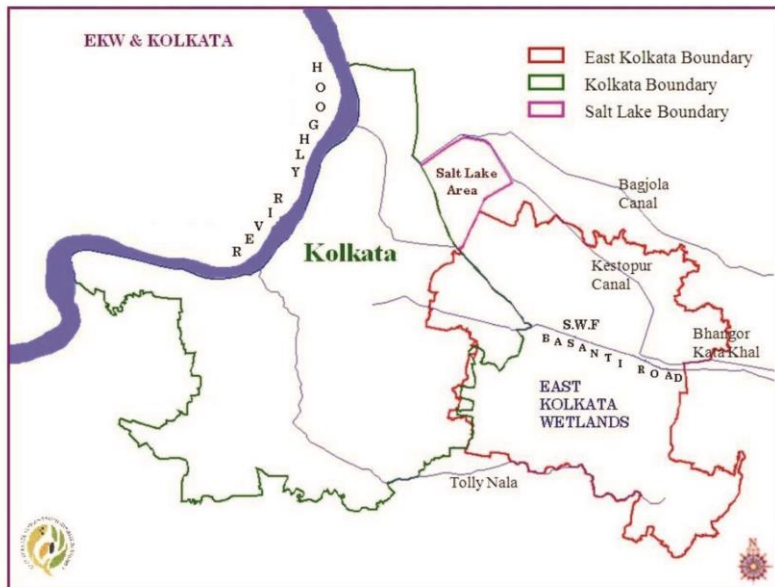 EKW & KOLKATA
HOOGHLY RIVER
East Kolkata Boundary
Kolkata Boundary
Salt Lake Boundary
Salt Lake
Area
Bagjola
Canal
Kolkata
Kestopur
Canal
S.W.F
BASANTI ROAD
Bhangor
Kata Khal
EAST
KOLKATA
WETLANDS
Tolly Nala
N